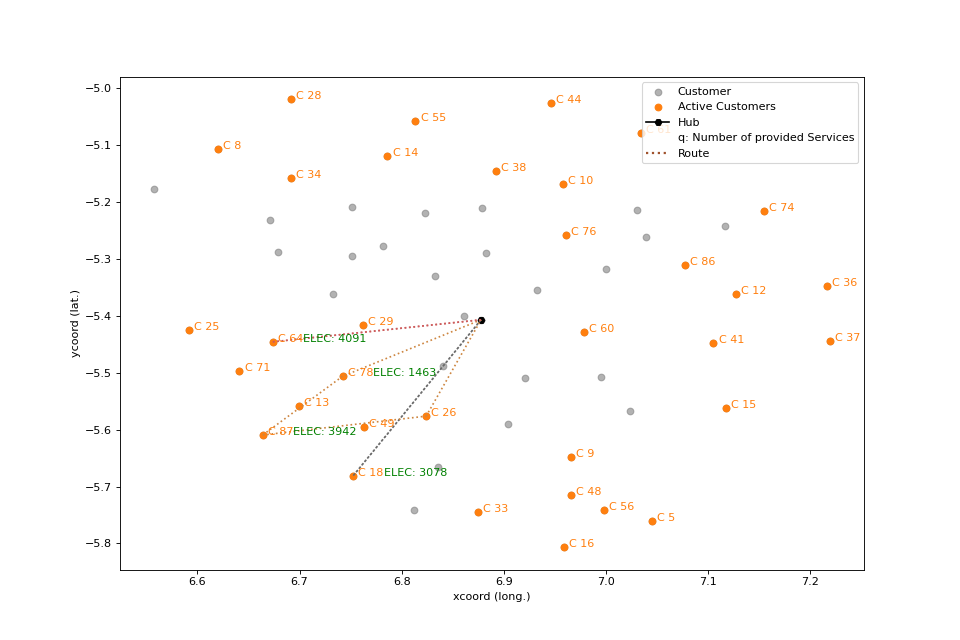 −5.0
−5.1
−5.2
−5.3
−5.4
−5.5
−5.6
−5.7
−5.8
ycoord (lat.)
6.6
6.7
6.8
6.9
7.0
7.1
7.2
xcoord (long.)
Customer
Active Customers
Hub
q: Number of provided Services
Route
C 28
C 44
C 55
C 81
C 8
C 14
C 38
C 34
C 10
C 74
C 76
C 86
C 36
C 12
C 29
C 25
C 60
C 64
ELEC: 4091
C 41
C 37
C 71
C 78
ELEC: 1463
C 13
C 15
C 26
C 49
C 87
ELEC: 3942
C 9
C 18
ELEC: 3078
C 48
C 33
C 56
C 5
C 16